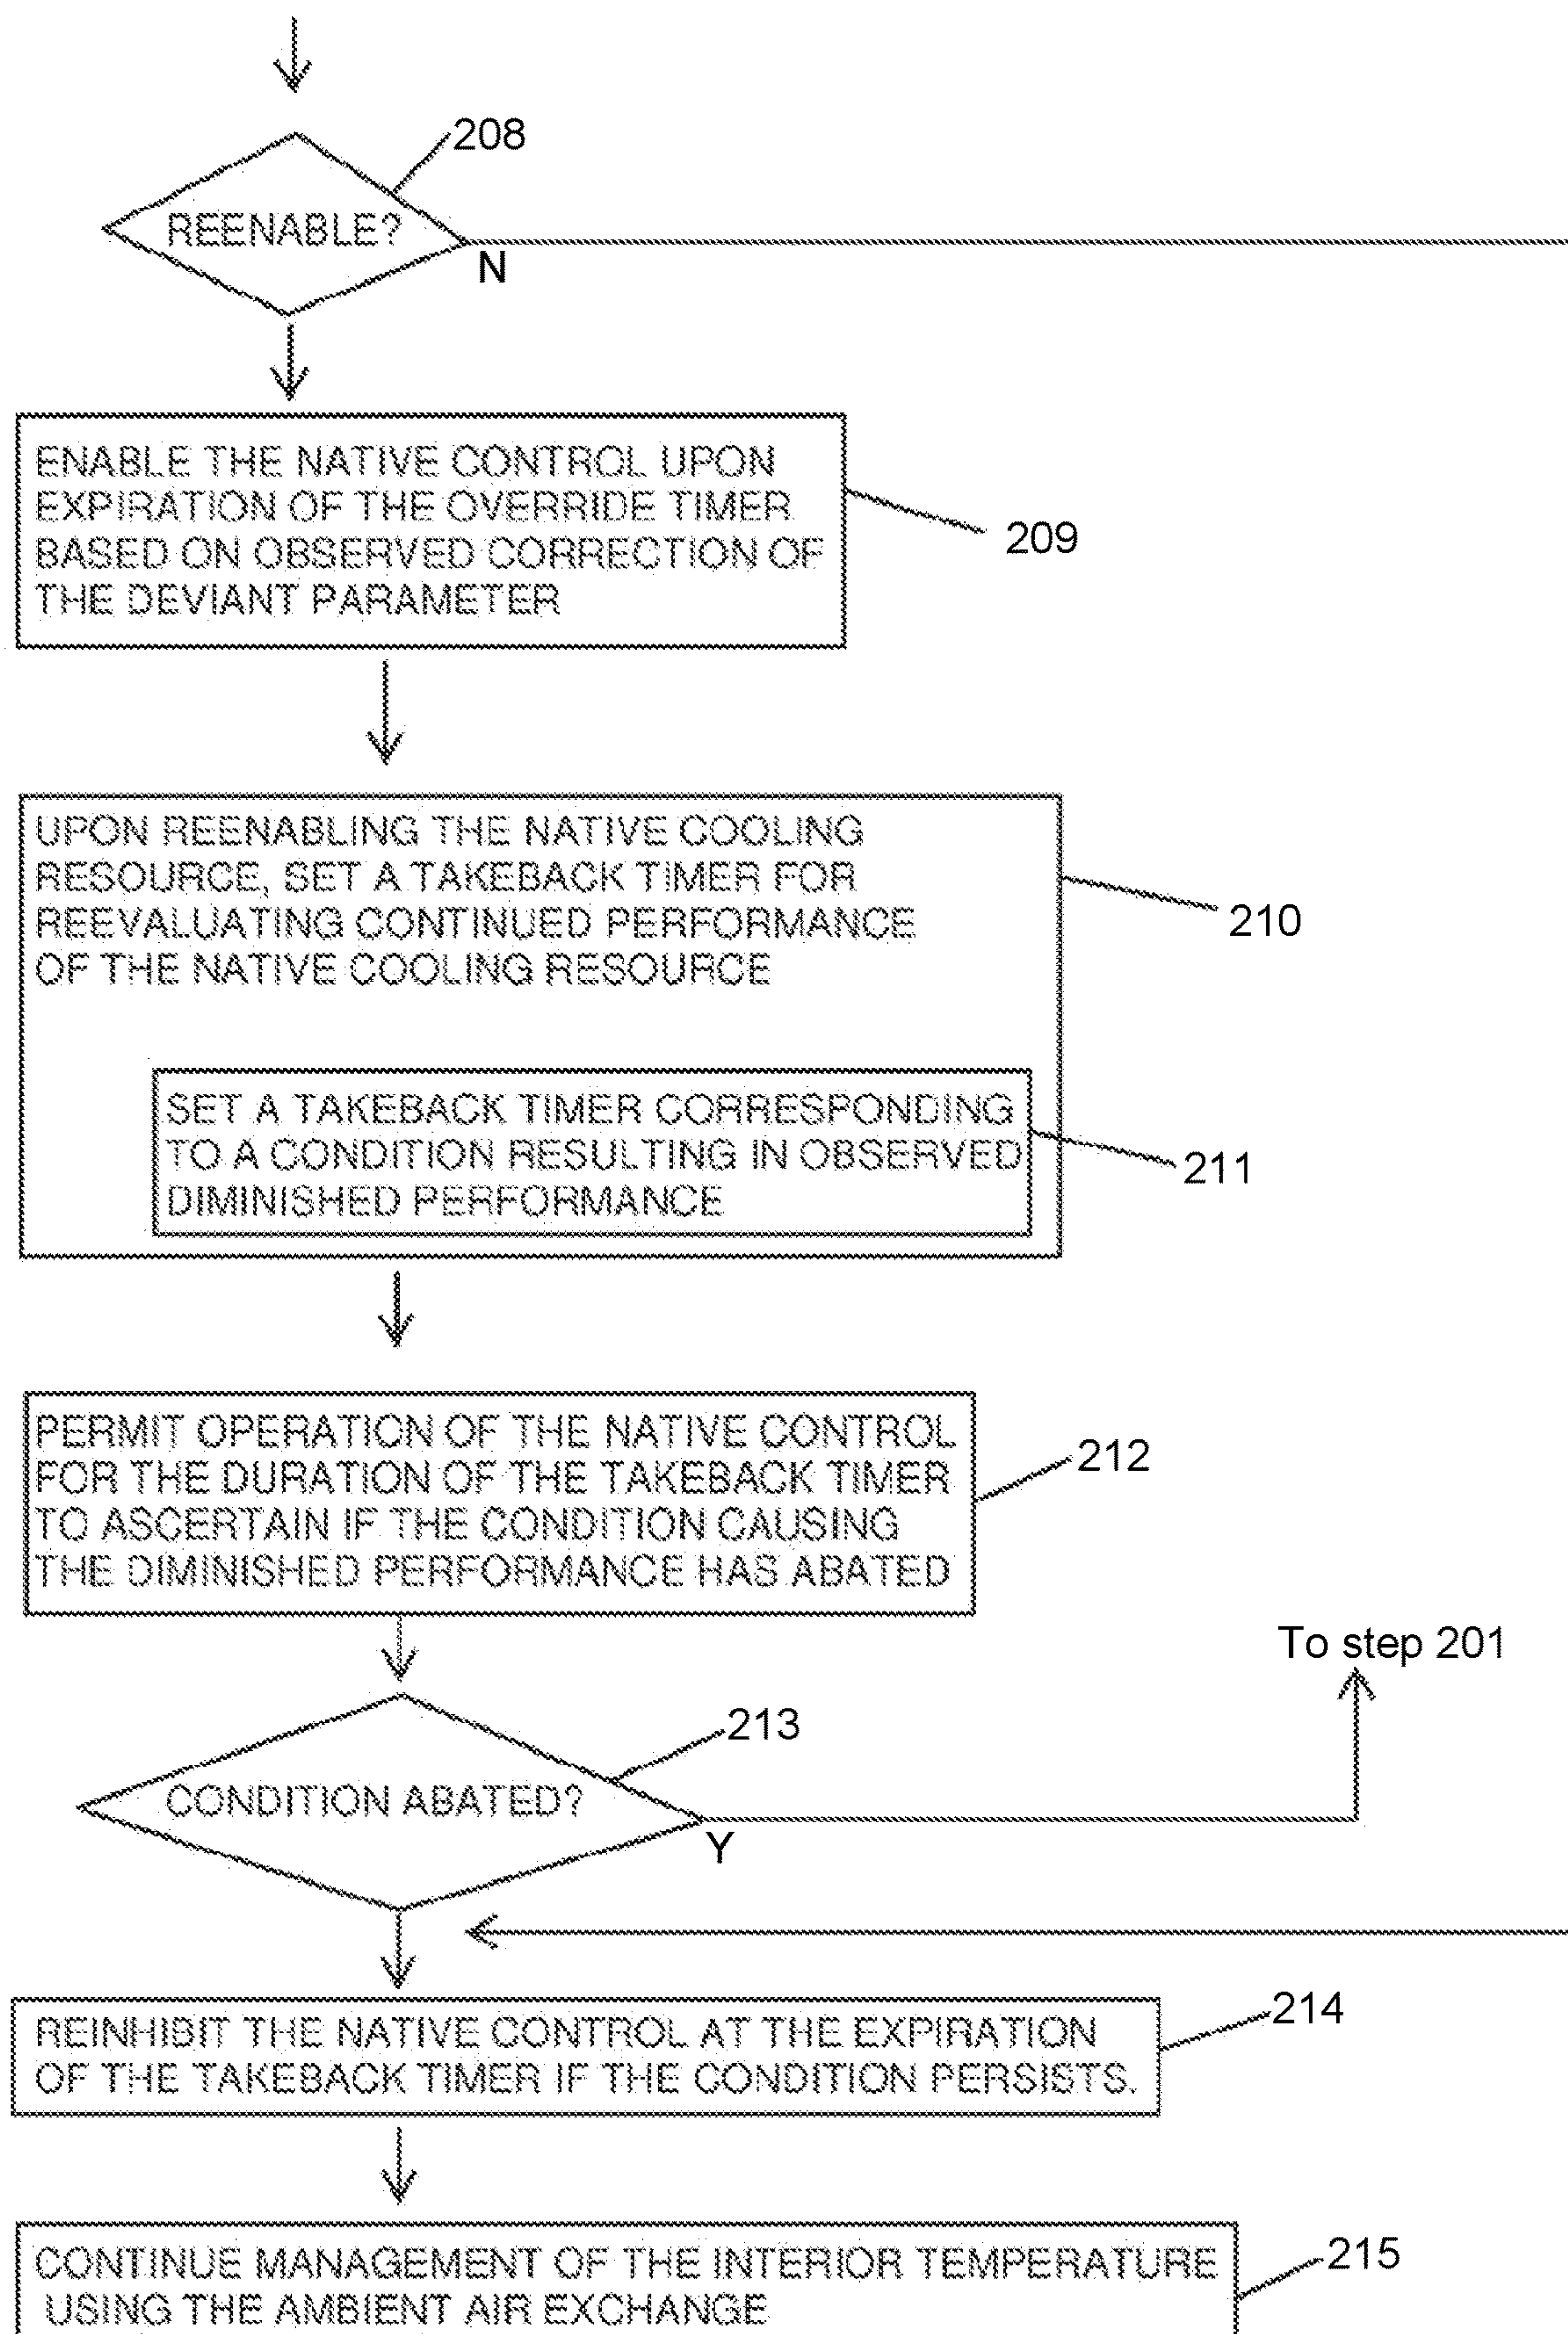 208
REENABLE?
N
ENABLE THE NATIVE CONTROL UPON
EXPIRATION OF THE OVERRIDE TIMER
BASED ON OBSERVED CORRECTION OF
THE DEVIANT PARAMETER
209
UPON REENABLING THE NATIVE COOLING
RESOURCE, SET A TAKEBACK TIMER FOR
REEVALUATING CONTINUED PERFORMANCE
OF THE NATIVE COOLING RESOURCE
210
SET A TAKEBACK TIMER CORRESPONDING
TO A CONDITION RESULTING IN OBSERVED
DIMINISHED PERFORMANCE
211
PERMIT OPERATION OF THE NATIVE CONTROL
FOR THE DURATION OF THE TAKEBACK TIMER
TO ASCERTAIN IF THE CONDITION CAUSING
THE DIMINISHED PERFORMANCE HAS ABATED
212
To step 201
213
CONDITION ABATED?
Y
REINHIBIT THE NATIVE CONTROL AT THE EXPIRATION
OF THE TAKEBACK TIMER IF THE CONDITION PERSISTS.
214
CONTINUE MANAGEMENT OF THE INTERIOR TEMPERATURE
USING THE AMBIENT AIR EXCHANGE
215